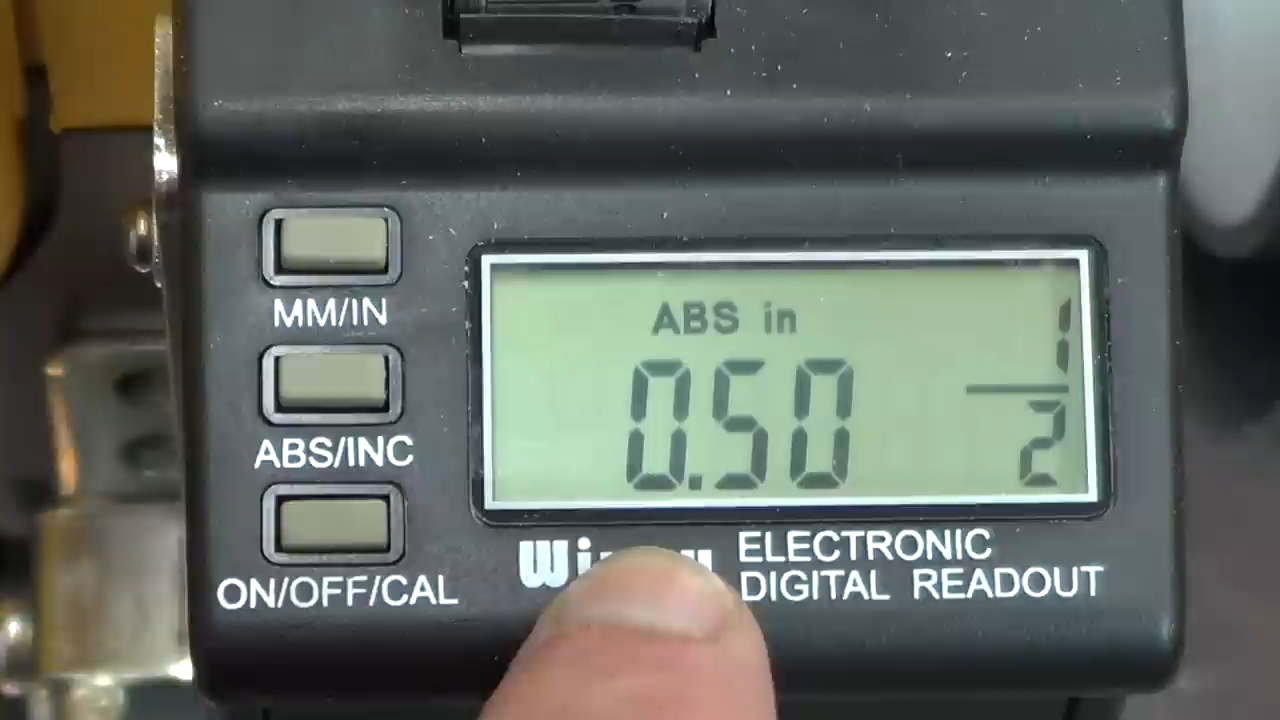 MM/IN
ABS/INC
ON/OFF/CAL
ABS in
0.50 1/2
ELECTRONIC
DIGITAL READOUT